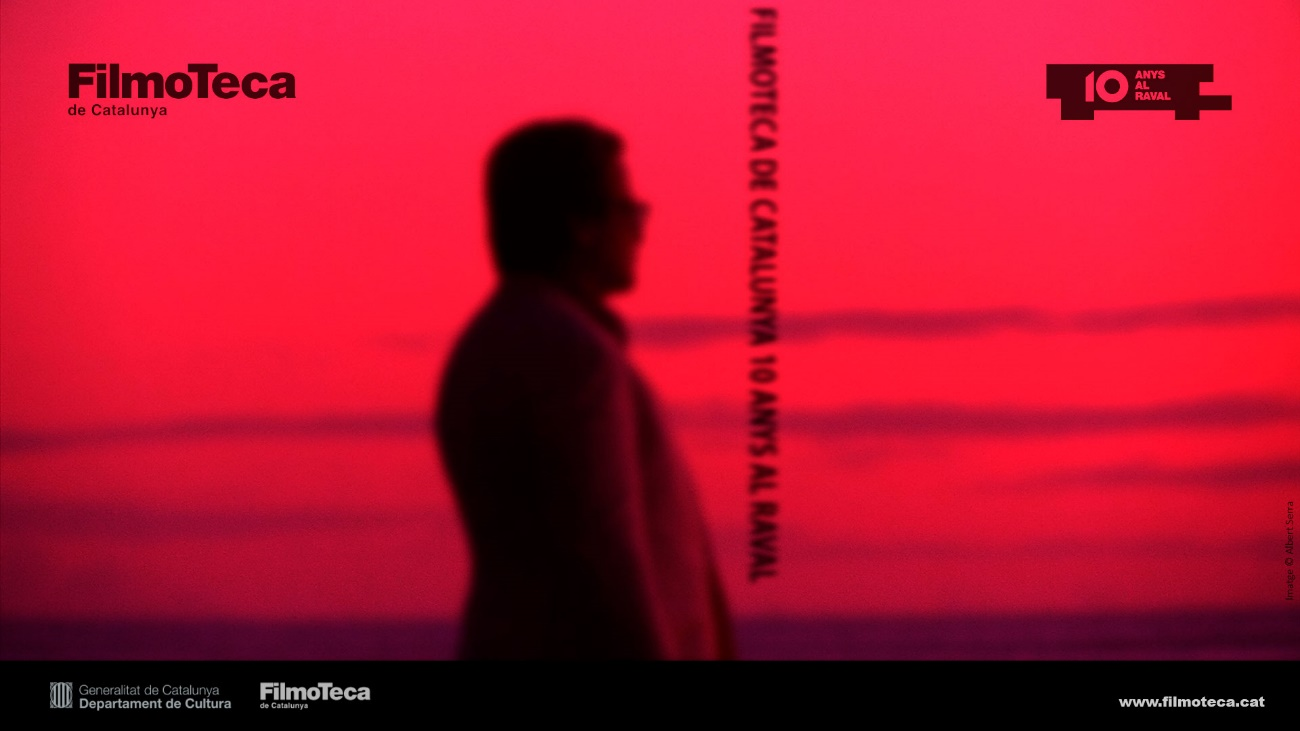 FilmoTeca
de Catalunya
10 ANYS
AL
RAVAL
FILMOTECA DE CATALUNYA 10 ANYS AL RAVAL
Imatge © Albert Serra
Generalitat de Catalunya
Departament de Cultura
FilmoTeca
de Catalunya
www.filmoteca.cat